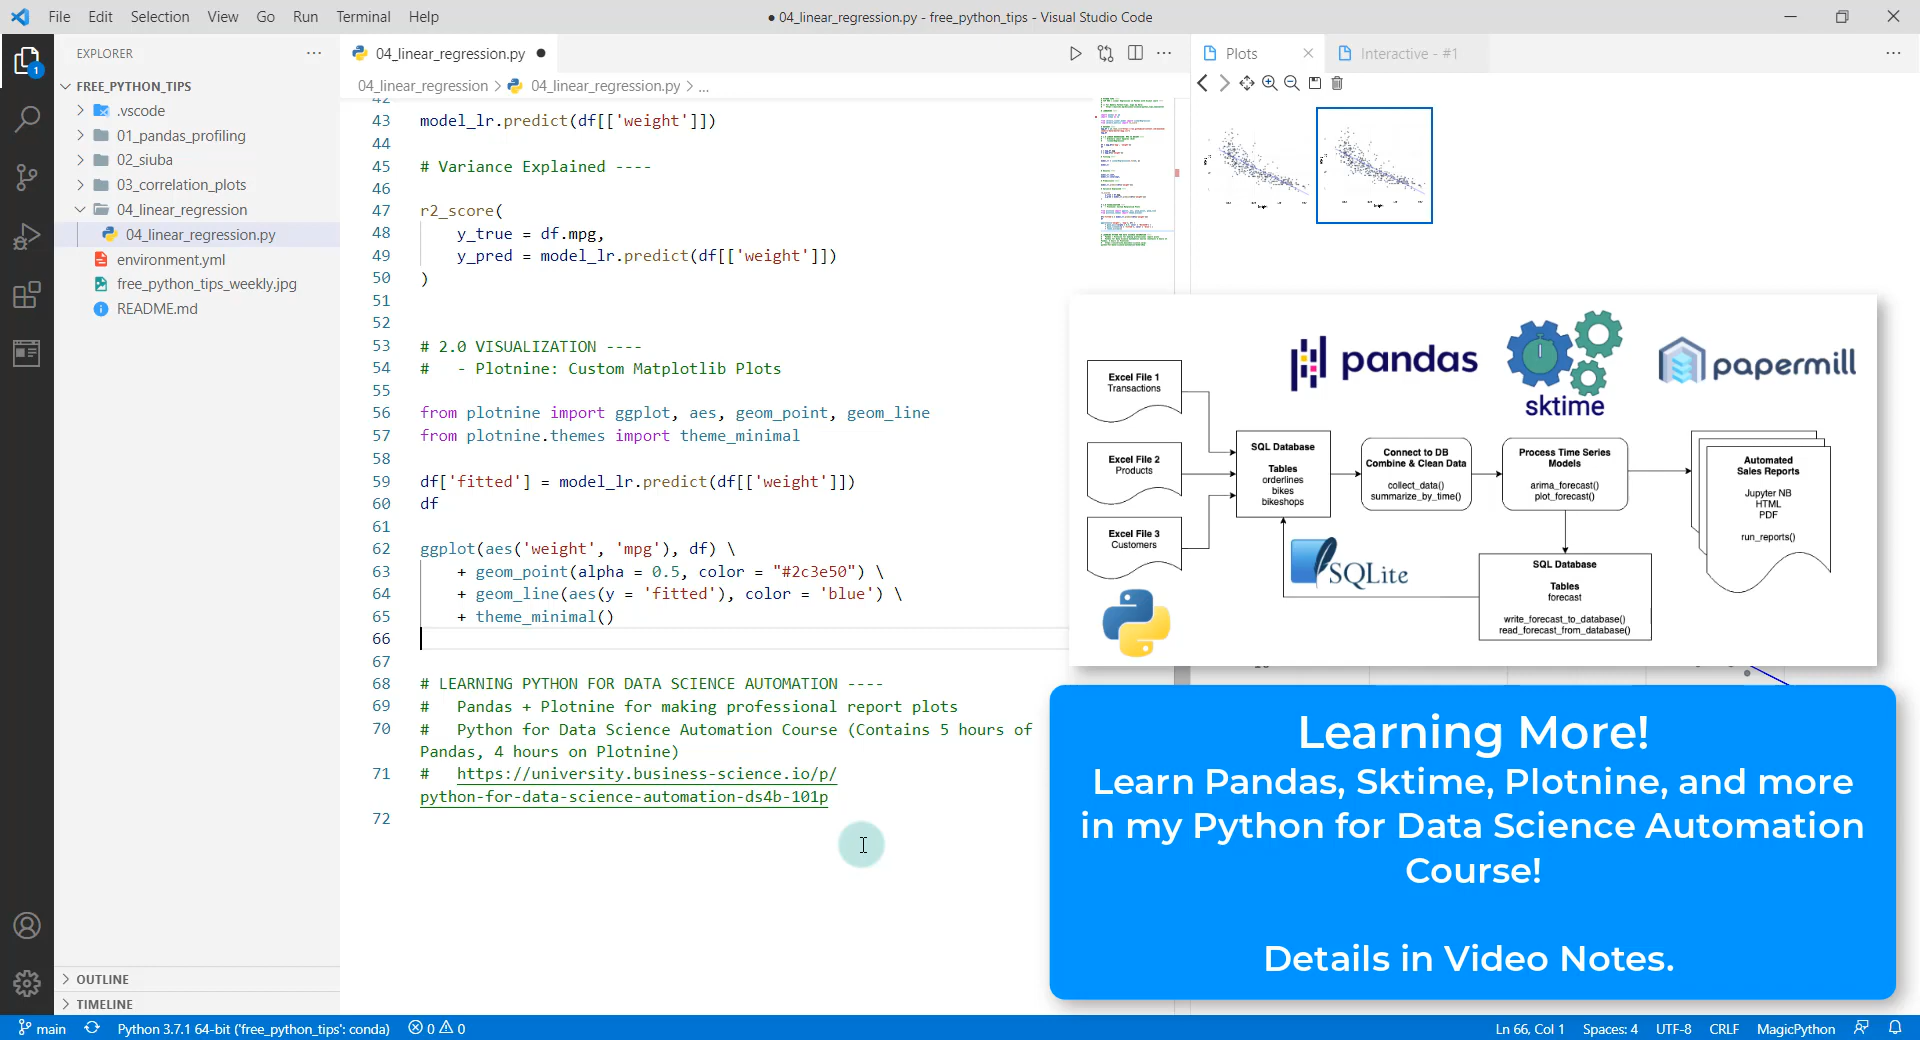 File Edit Selection View Go Run Terminal Help
● 04_linear_regression.py - free_python_tips - Visual Studio Code
EXPLORER
1
FREE_PYTHON_TIPS
.vscode
01_pandas_profiling
02_siuba
03_correlation_plots
04_linear_regression
04_linear_regression.py
environment.yml
free_python_tips_weekly.jpg
README.md
OUTLINE
TIMELINE
04_linear_regression.py
04_linear_regression > 04_linear_regression.py > ...
42
43 model_lr.predict(df[['weight']])
44
45 # Variance Explained ----
46
47 r2_score(
48 y_true = df.mpg,
49 y_pred = model_lr.predict(df[['weight']])
50 )
51
52
53 # 2.0 VISUALIZATION ----
54 #   - Plotnine: Custom Matplotlib Plots
55
56 from plotnine import ggplot, aes, geom_point, geom_line
57 from plotnine.themes import theme_minimal
58
59 df['fitted'] = model_lr.predict(df[['weight']])
60 df
61
62 ggplot(aes('weight', 'mpg'), df) \
63 + geom_point(alpha = 0.5, color = "#2c3e50") \
64 + geom_line(aes(y = 'fitted'), color = 'blue') \
65 + theme_minimal()
66
67
68 # LEARNING PYTHON FOR DATA SCIENCE AUTOMATION ----
69 #   Pandas + Plotnine for making professional report plots
70 #   Python for Data Science Automation Course (Contains 5 hours of
Pandas, 4 hours on Plotnine)
71 #   https://university.business-science.io/p/
python-for-data-science-automation-ds4b-101p
72
Plots
Interactive - #1
pandas
sktime
papermill
Excel File 1
Transactions
Excel File 2
Products
Excel File 3
Customers
SQL Database
Tables
orderlines
bikes
bikeshops
Connect to DB
Combine & Clean Data
collect_data()
summarize_by_time()
Process Time Series
Models
arima_forecast()
plot_forecast()
Automated
Sales Reports
Jupyter NB
HTML
PDF
run_reports()
SQLite
SQL Database
Tables
forecast
write_forecast_to_database()
read_forecast_from_database()
Learning More!
Learn Pandas, Sktime, Plotnine, and more
in my Python for Data Science Automation
Course!
Details in Video Notes.
main
Python 3.7.1 64-bit ('free_python_tips': conda)
0 0
Ln 66, Col 1
Spaces: 4
UTF-8
CRLF
MagicPython